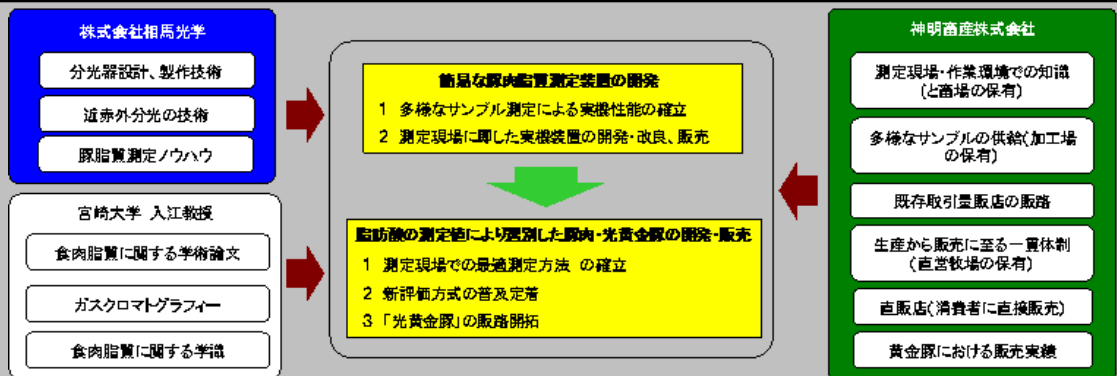 株式会社相馬光学
分光器設計、製作技術
近赤外分光の技術
豚脂質測定ノウハウ
宮崎大学 入江教授
食肉脂質に関する学術論文
ガスクロマトグラフィー
食肉脂質に関する学識
簡易な豚肉脂質測定装置の開発
1 多様なサンプル測定による実機性能の確立
2 測定現場に即した実機装置の開発・改良、販売
脂肪酸の測定値により選別した豚肉・光黄金豚の開発・販売
1 測定現場での最適測定方法 の確立
2 新評価方式の普及定着
3 「光黄金豚」の販路開拓
神明畜産株式会社
測定現場・作業環境での知識
(と畜場の保有)
多様なサンプルの供給(加工場
の保有)
既存取引量販店の販路
生産から販売に至る一貫体制
(直営牧場の保有)
直販店(消費者に直接販売)
黄金豚における販売実績